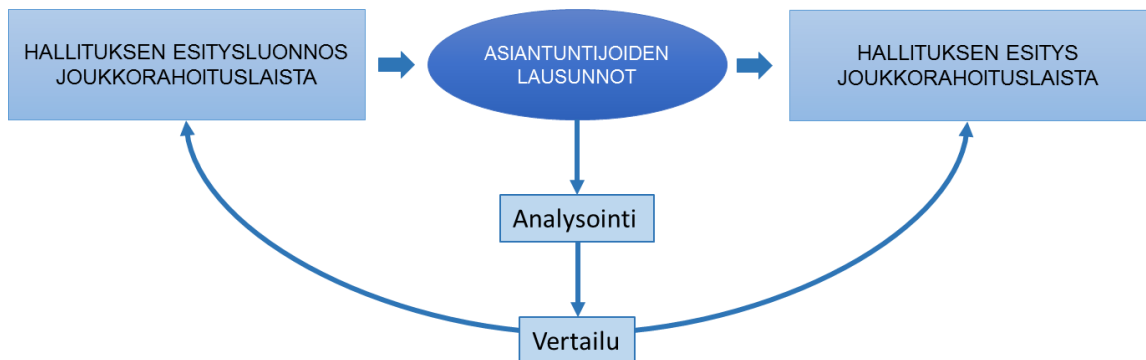 HALLITUKSEN ESITYSLUONNOS
JOUKKORAHOITUSLAISTA
ASIANTUNTIJOIDEN
LAUSUNNOT
HALLITUKSEN ESITYS
JOUKKORAHOITUSLAISTA
Analysointi
Vertailu